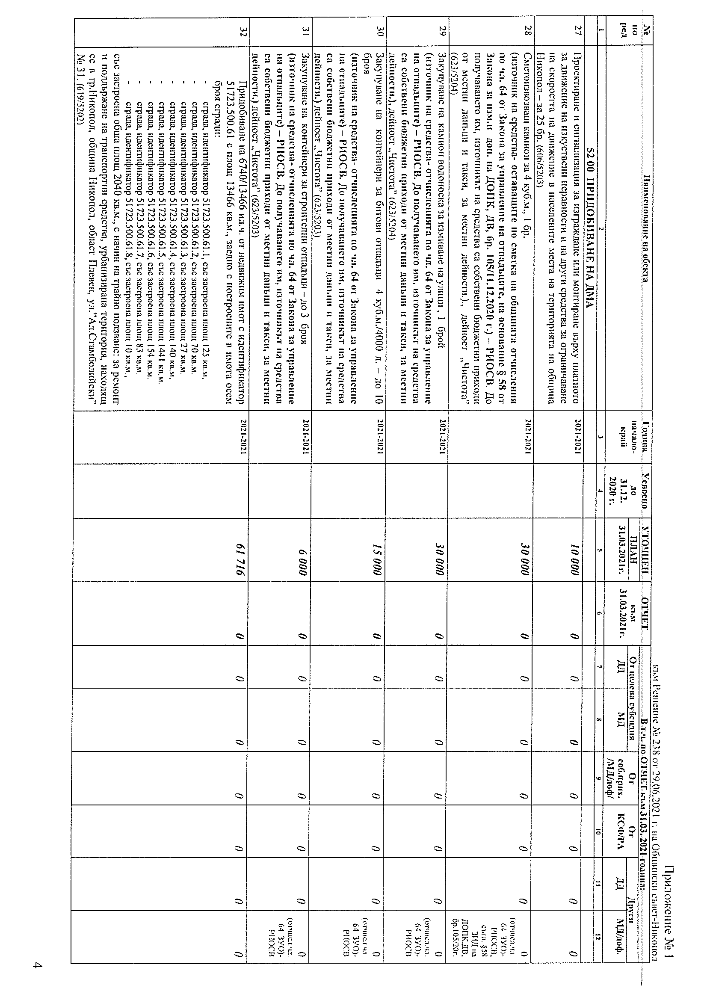 Приложение № 1
към Решение № 238 от 29.06.2021 г. на Общински съвет-Никопол
№ по ред
Наименование на обекта
Година начало-край
Усвоено до 31.12. 2020 г.
УТОЧНЕН ПЛАН 31.03.2021г.
ОТЧЕТ към 31.03.2021г.
В т.ч. по ОТЧЕТ към 31.03. 2021 година:
От целева субсидия
ДД
МД
От соб.прих. /МД/доф/
От КСФ/РА
Други
ДД
МД/доф.
1 2 3 4 5 6 7 8 9 10 11 12
52 00 ПРИДОБИВАНЕ НА ДМА
27
Проектиране и сигнализация за изграждане или монтиране върху платното
за движение на изкуствени неравности и на други средства за ограничаване
на скоростта на движение в населените места на територията на община
Никопол – за 25 бр. (606/5203)
2021-2021 10 000 0 0 0 0 0 0 0
28
Сметоизвозващ камион за 4 куб.м., 1 бр.
(източник на средства- оставащите по сметка на общината отчисления
по чл. 64 от Закона за управление на отпадъците, на основание § 58 от
Закона за изм.и доп. на ДОПК, ДВ, бр. 105/11.12.2020 г.) – РИОСВ. До
получаването им, източникът на средства са собствени бюджетни приходи
от местни данъци и такси, за местни дейности.), дейност „Чистота”
(623/5204)
2021-2021 30 000 0 0 0 0 0 0 0
(отчисл.чл.
64 ЗУО)-
РИОСВ,
съгл. §58
ЗИД на
ДОПК,ДВ,
бр.105/20г.
29
Закупуване на камион водоноска за измиване на улици , 1 брой
(източник на средства- отчисленията по чл. 64 от Закона за управление
на отпадъците) – РИОСВ. До получаването им, източникът на средства
са собствени бюджетни приходи от местни данъци и такси, за местни
дейности.), дейност „Чистота” (623/5204)
2021-2021 30 000 0 0 0 0 0 0 0
(отчисл.чл.
64 ЗУО)-
РИОСВ
30
Закупуване на контейнери за битови отпадъци 4 куб.м./4000 л. – до 10
броя
(източник на средства- отчисленията по чл. 64 от Закона за управление
на отпадъците) – РИОСВ. До получаването им, източникът на средства
са собствени бюджетни приходи от местни данъци и такси, за местни
дейности.) дейност „Чистота” (623/5203)
2021-2021 15 000 0 0 0 0 0 0 0
(отчисл.чл.
64 ЗУО)-
РИОСВ
31
Закупуване на контейнери за строителни отпадъци – до 3 броя
(източник на средства- отчисленията по чл. 64 от Закона за управление
на отпадъците) – РИОСВ. До получаването им, източникът на средства
са собствени бюджетни приходи от местни данъци и такси, за местни
дейности.) дейност „Чистота” (623/5203)
2021-2021 6 000 0 0 0 0 0 0 0
(отчисл.чл.
64 ЗУО)-
РИОСВ
32
Придобиване на 6740/13466 ид.ч. от недвижим имот с идентификатор
51723.500.61 с площ 13466 кв.м., заедно с построените в имота осем
броя сгради:
- сграда, идентификатор 51723.500.61.1, със застроена площ 125 кв.м.
- сграда, идентификатор 51723.500.61.2, със застроена площ 70 кв.м.
- сграда, идентификатор 51723.500.61.3, със застроена площ 27 кв.м.
- сграда, идентификатор 51723.500.61.4, със застроена площ 140 кв.м.
- сграда, идентификатор 51723.500.61.5, със застроена площ 1441 кв.м.
- сграда, идентификатор 51723.500.61.6, със застроена площ 154 кв.м
- сграда, идентификатор 51723.500.61.7, със застроена площ 83 кв.м.
- сграда, идентификатор 51723.500.61.8, със застроена площ 10 кв.м.,
със застроена обща площ 2040 кв.м., с начин на трайно ползване: за ремонт
и поддържане на транспортни средства, урбанизирана територия, находящ
се в гр.Никопол, община Никопол, област Плевен, ул.”Ал.Стамболийски”
№ 31. (619/5202)
2021-2021 61 716 0 0 0 0 0 0 0
4